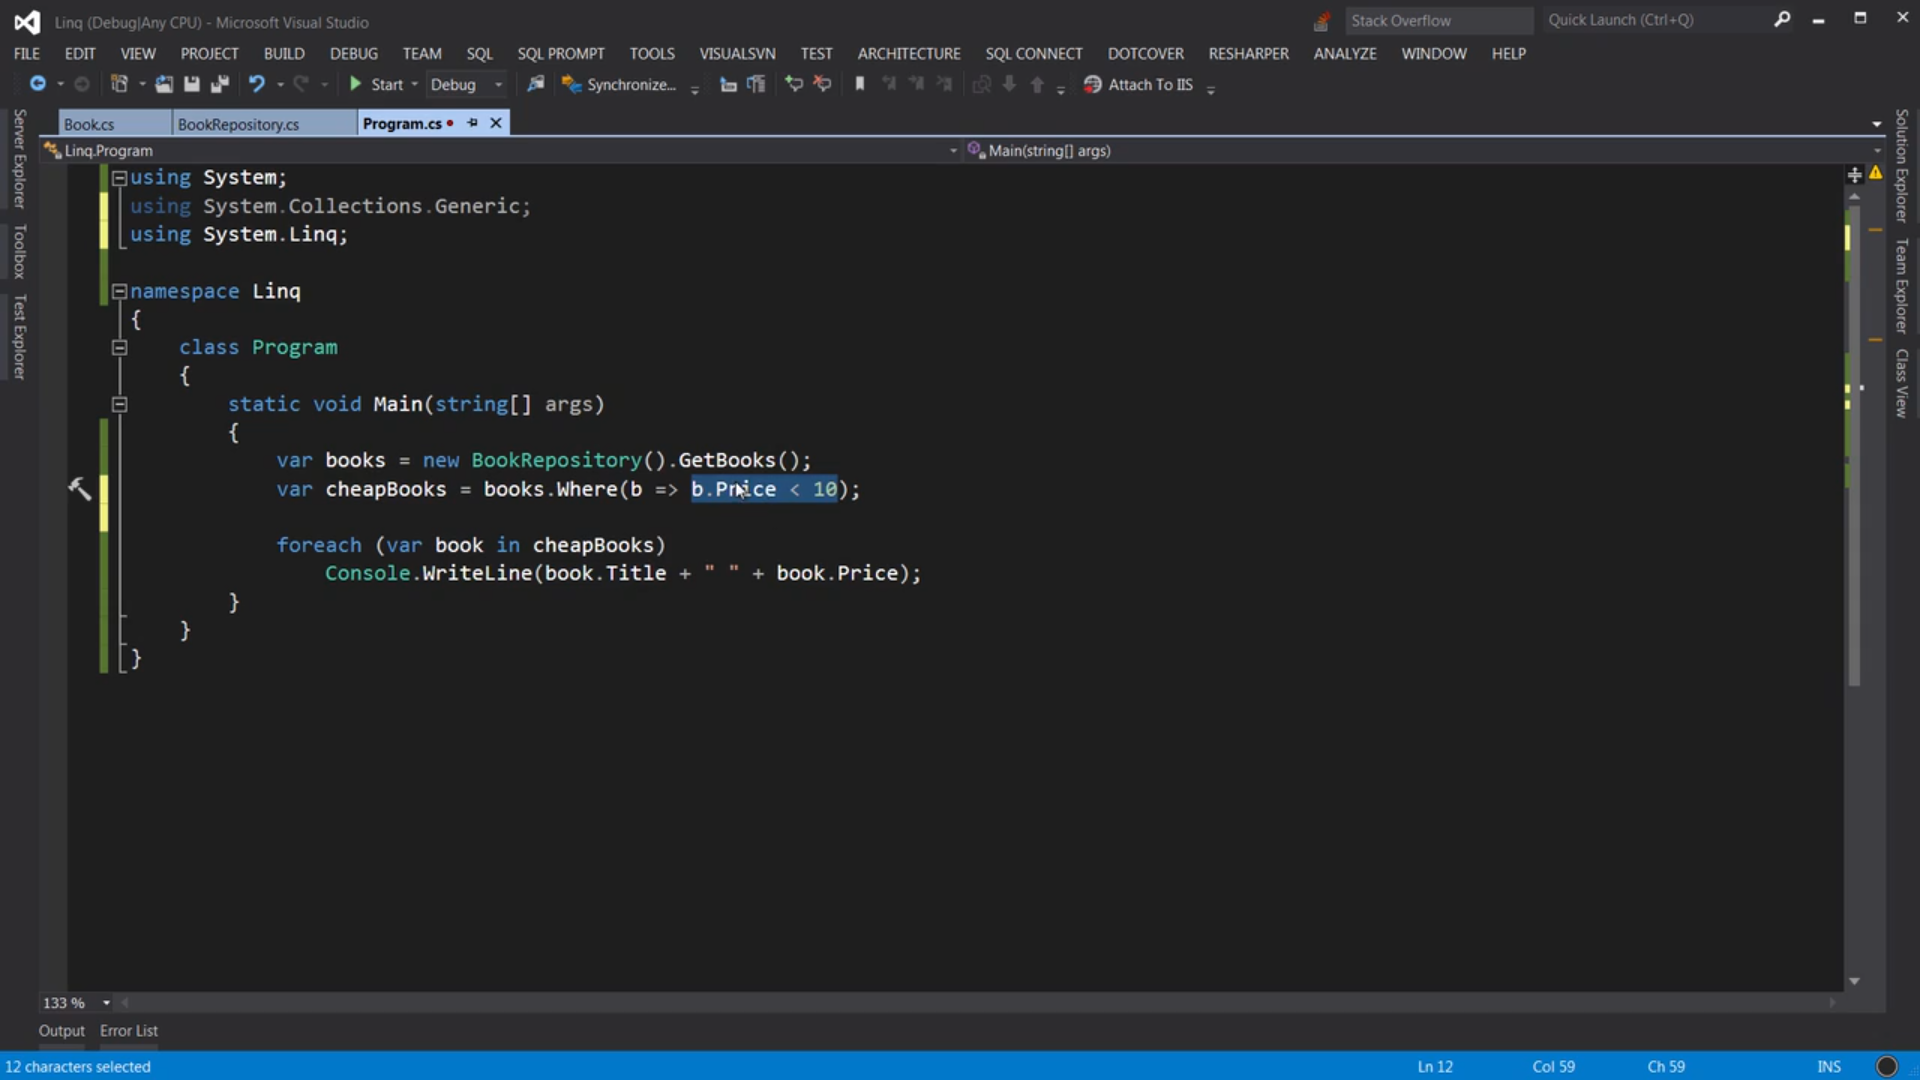 Linq (Debug|Any CPU) - Microsoft Visual Studio
Stack Overflow
Quick Launch (Ctrl+Q)
FILE EDIT VIEW PROJECT BUILD DEBUG TEAM SQL SQL PROMPT TOOLS VISUALSVN TEST ARCHITECTURE SQL CONNECT DOTCOVER RESHARPER ANALYZE WINDOW HELP
Start Debug Synchronize... Attach To IIS
Book.cs BookRepository.cs Program.cs
Linq.Program Main(string[] args)
Server Explorer
Toolbox
Test Explorer
using System;
using System.Collections.Generic;
using System.Linq;
namespace Linq
{
class Program
{
static void Main(string[] args)
{
var books = new BookRepository().GetBooks();
var cheapBooks = books.Where(b => b.Price < 10);
foreach (var book in cheapBooks)
Console.WriteLine(book.Title + " " + book.Price);
}
}
}
Solution Explorer
Team Explorer
Class View
133 %
Output Error List
12 characters selected Ln 12 Col 59 Ch 59 INS